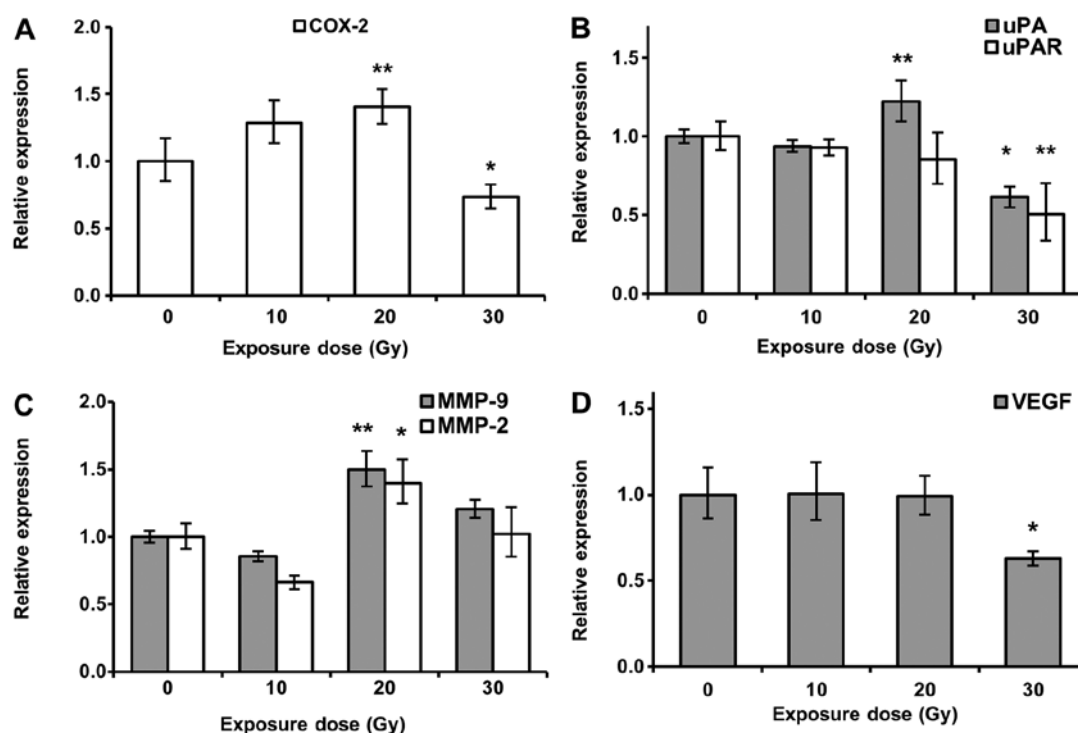 A
COX-2
2.0
1.5
1.0
0.5
0.0
Relative expression
**
*
0 10 20 30
Exposure dose (Gy)
B
uPA
uPAR
1.5
1.0
0.5
0.0
Relative expression
**
* **
0 10 20 30
Exposure dose (Gy)
C
MMP-9
MMP-2
2.0
1.5
1.0
0.5
0.0
Relative expression
** *
0 10 20 30
Exposure dose (Gy)
D
VEGF
1.5
1.0
0.5
0.0
Relative expression
*
0 10 20 30
Exposure dose (Gy)